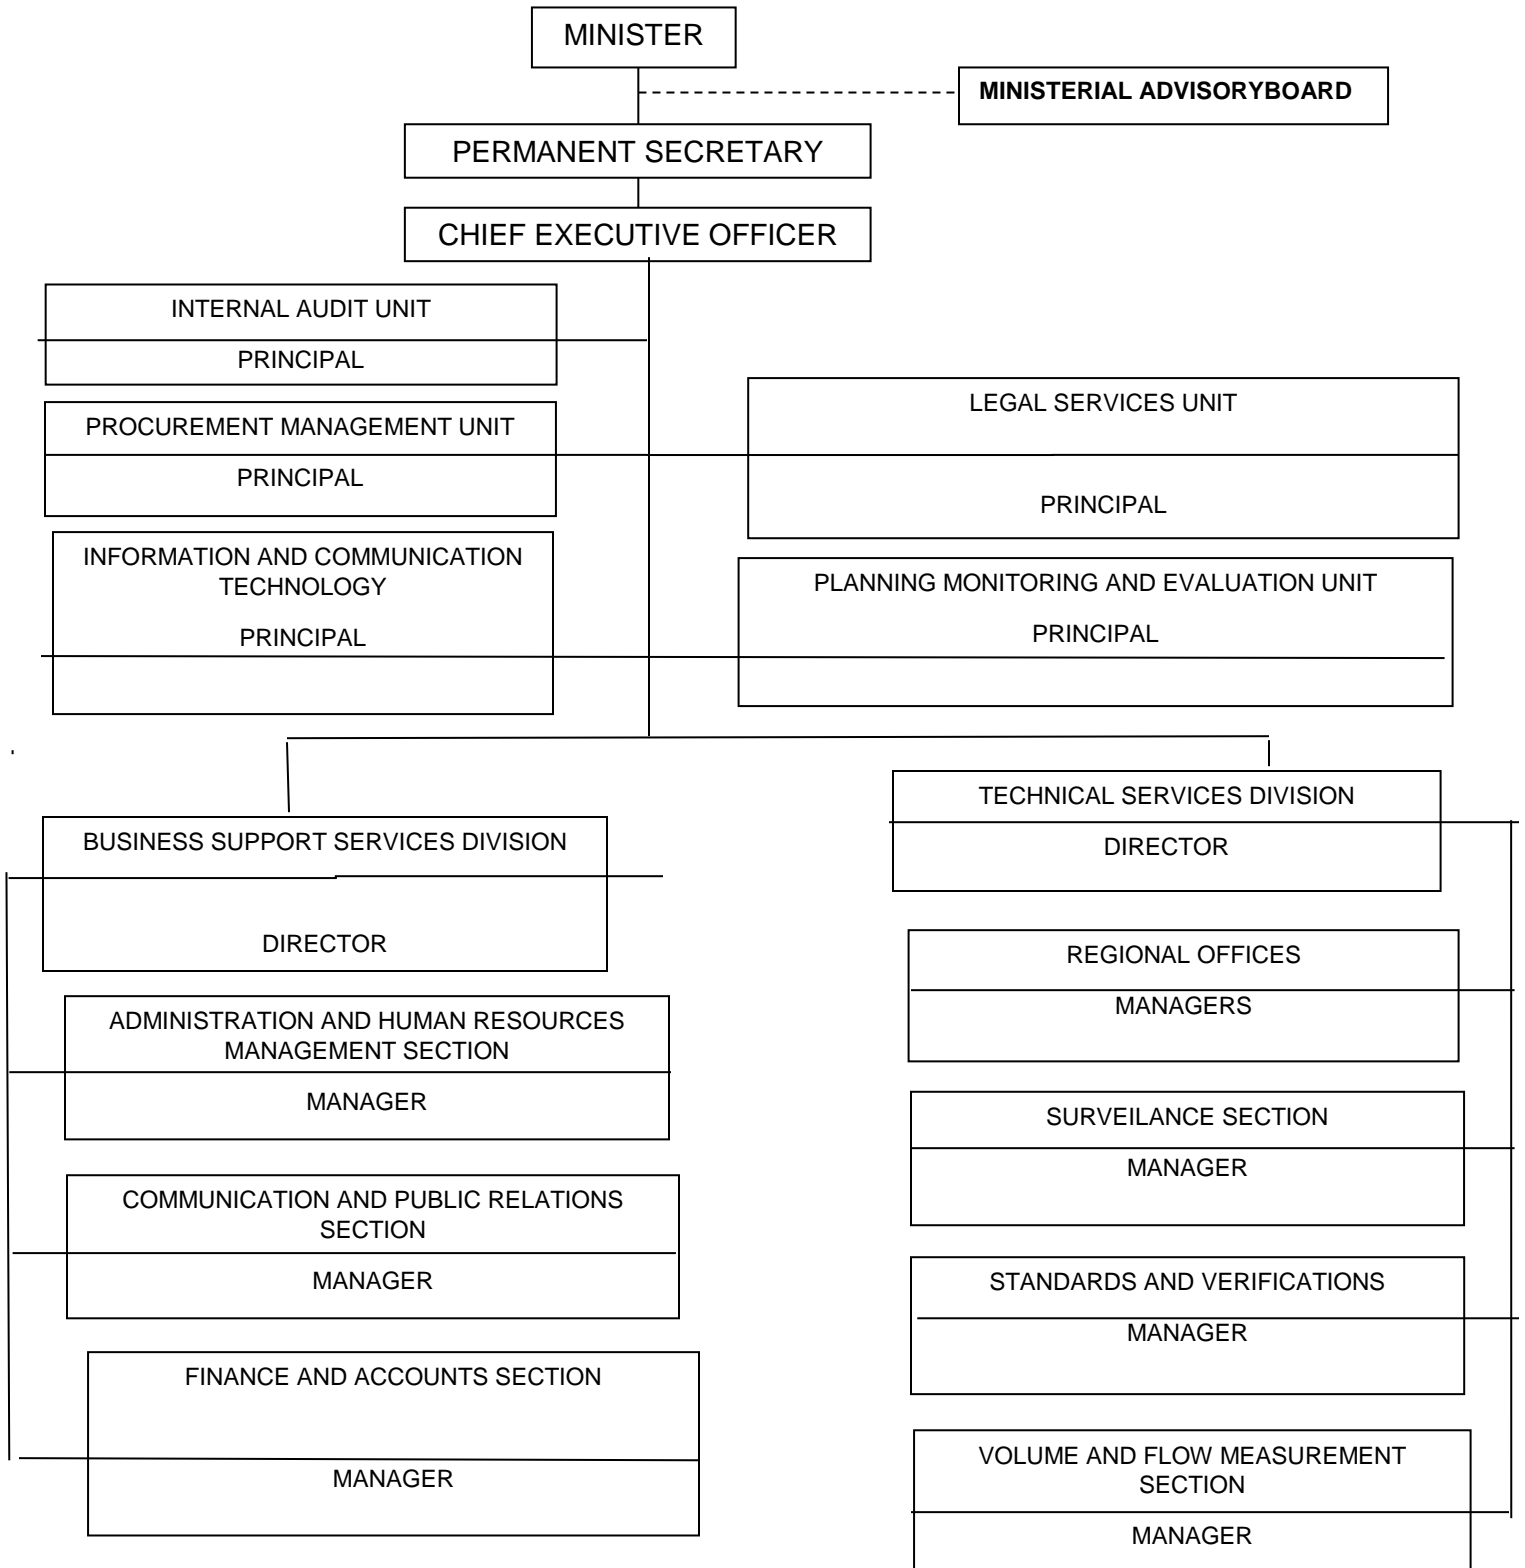 MINISTER
MINISTERIAL ADVISORYBOARD
PERMANENT SECRETARY
CHIEF EXECUTIVE OFFICER
INTERNAL AUDIT UNIT
PRINCIPAL
PROCUREMENT MANAGEMENT UNIT
PRINCIPAL
LEGAL SERVICES UNIT
PRINCIPAL
INFORMATION AND COMMUNICATION
TECHNOLOGY
PRINCIPAL
PLANNING MONITORING AND EVALUATION UNIT
PRINCIPAL
BUSINESS SUPPORT SERVICES DIVISION
DIRECTOR
ADMINISTRATION AND HUMAN RESOURCES
MANAGEMENT SECTION
MANAGER
COMMUNICATION AND PUBLIC RELATIONS
SECTION
MANAGER
FINANCE AND ACCOUNTS SECTION
MANAGER
TECHNICAL SERVICES DIVISION
DIRECTOR
REGIONAL OFFICES
MANAGERS
SURVEILANCE SECTION
MANAGER
STANDARDS AND VERIFICATIONS
MANAGER
VOLUME AND FLOW MEASUREMENT
SECTION
MANAGER